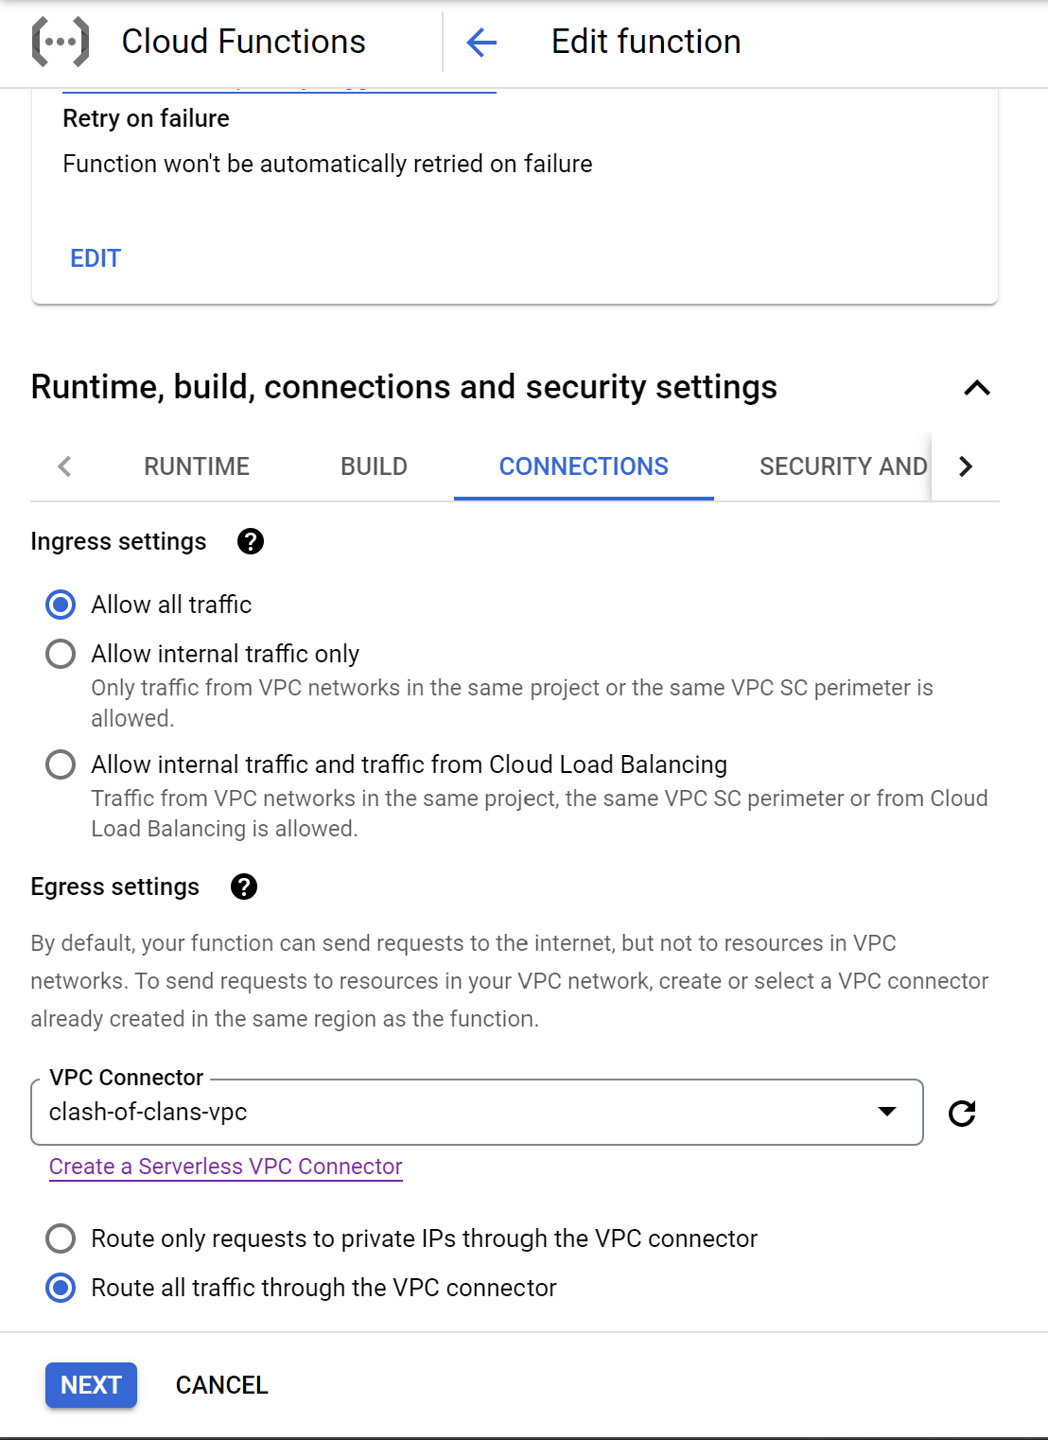 Cloud Functions
Edit function
Retry on failure
Function won't be automatically retried on failure
EDIT
Runtime, build, connections and security settings
RUNTIME
BUILD
CONNECTIONS
SECURITY AND
Ingress settings
Allow all traffic
Allow internal traffic only
Only traffic from VPC networks in the same project or the same VPC SC perimeter is
allowed.
Allow internal traffic and traffic from Cloud Load Balancing
Traffic from VPC networks in the same project, the same VPC SC perimeter or from Cloud
Load Balancing is allowed.
Egress settings
By default, your function can send requests to the internet, but not to resources in VPC
networks. To send requests to resources in your VPC network, create or select a VPC connector
already created in the same region as the function.
VPC Connector
clash-of-clans-vpc
Create a Serverless VPC Connector
Route only requests to private IPs through the VPC connector
Route all traffic through the VPC connector
NEXT
CANCEL